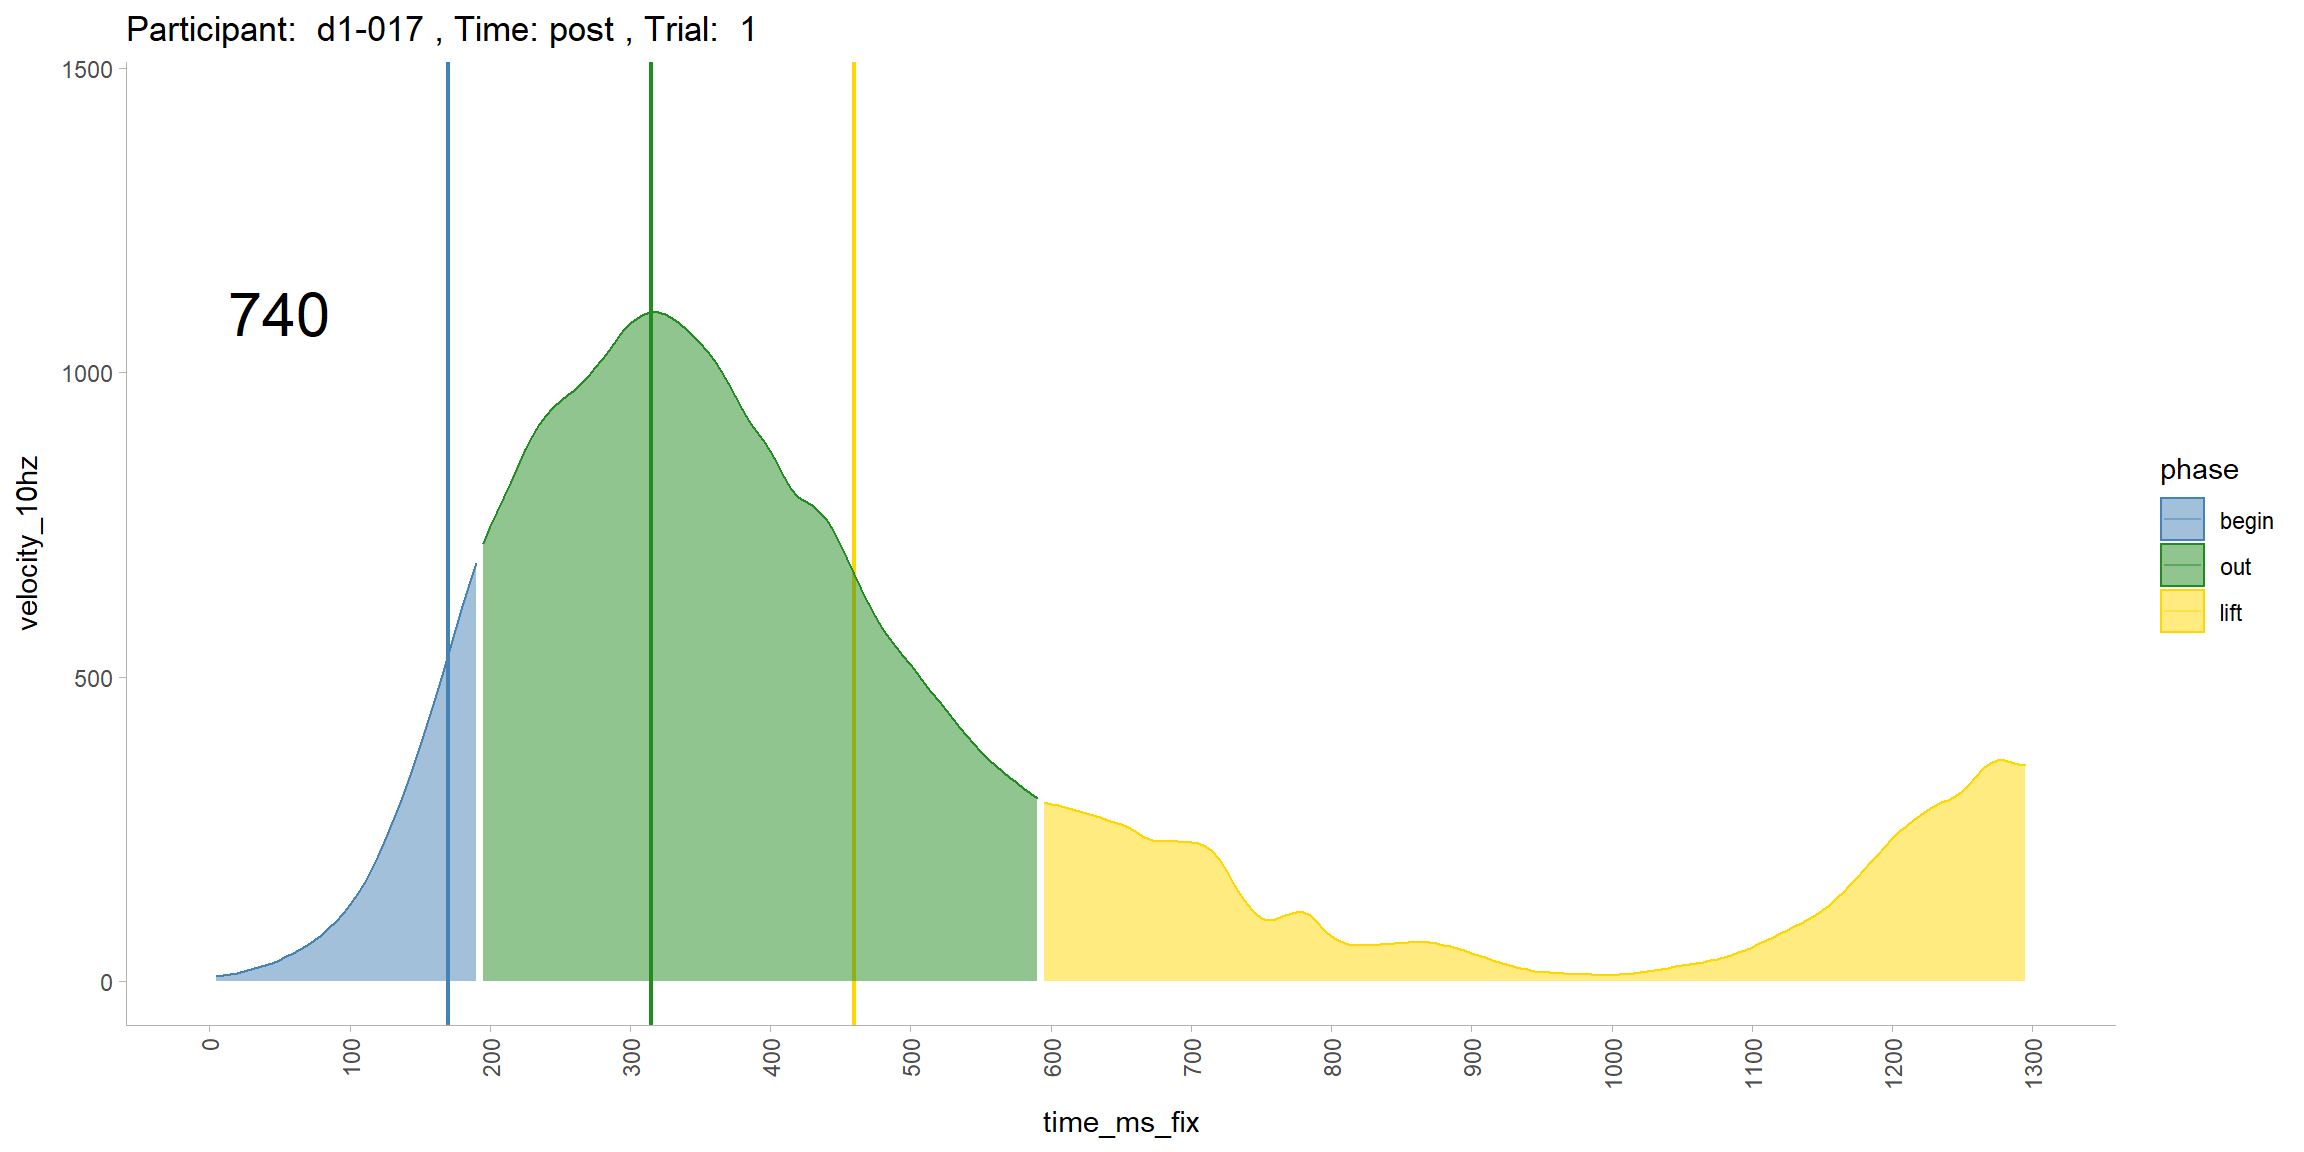 Participant:  d1-017 , Time: post , Trial:  1
1500
1000
500
0
velocity_10hz
740
0
100
200
300
400
500
600
700
800
900
1000
1100
1200
1300
time_ms_fix
phase
begin
out
lift